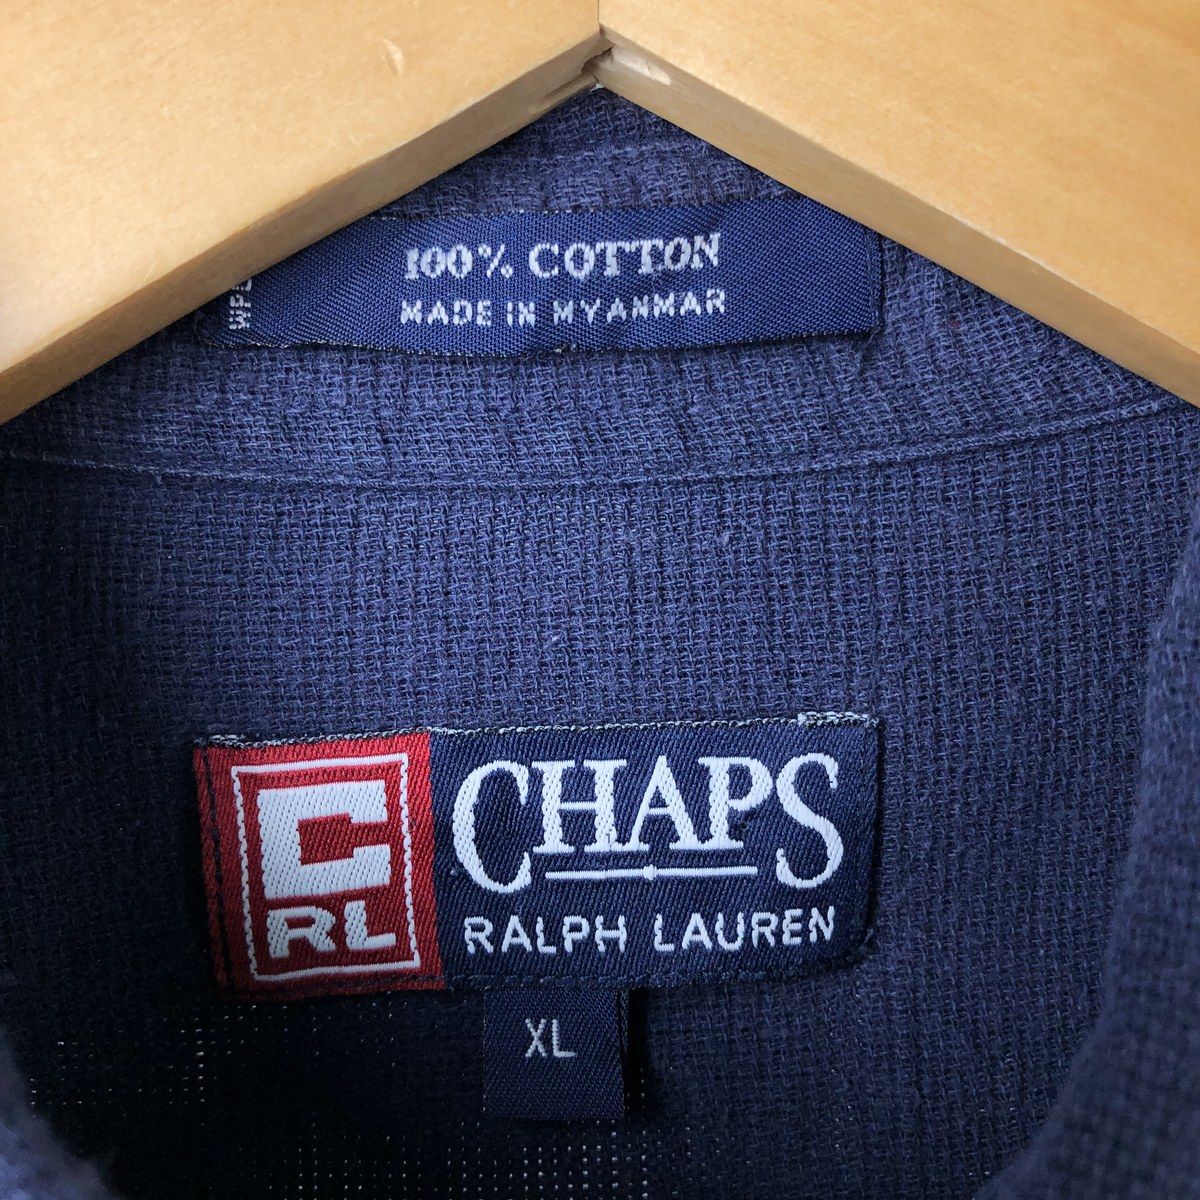 100% COTTON
MADE IN MYANMAR
C
RL
CHAPS
RALPH LAUREN
XL